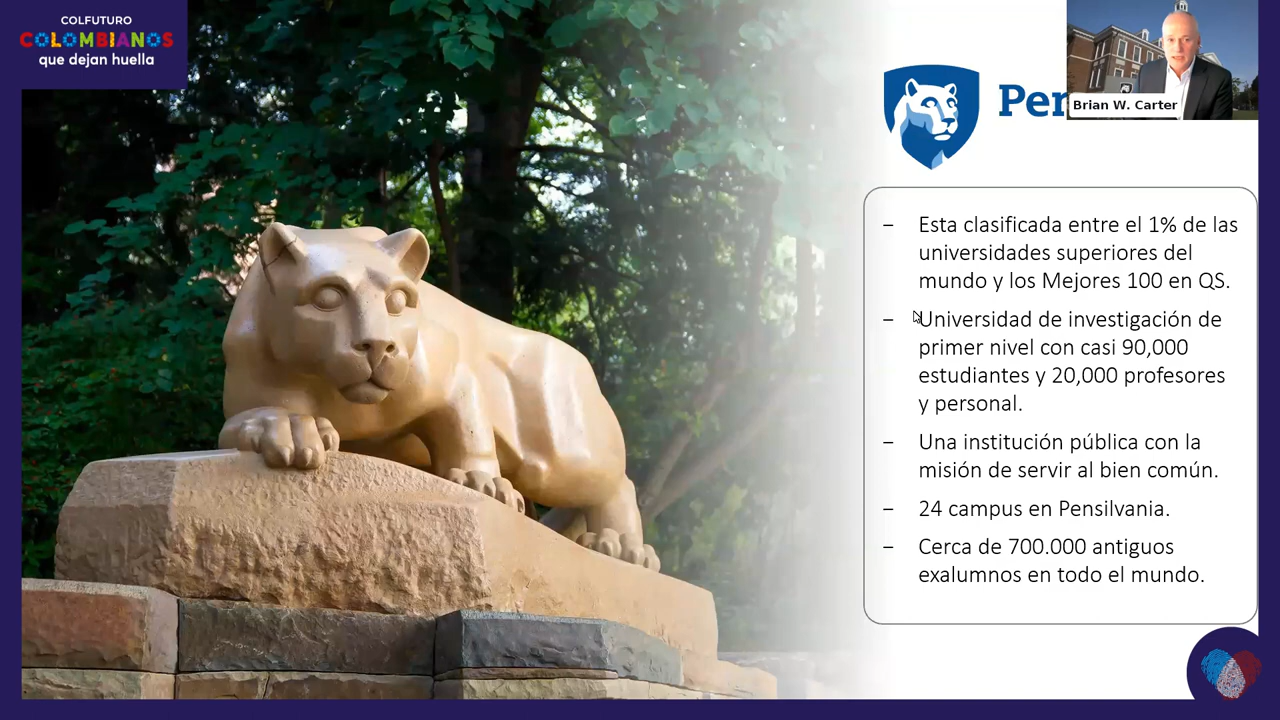 COLFUTURO
COLOMBIANOS
que dejan huella
Brian W. Carter
– Esta clasificada entre el 1% de las
universidades superiores del
mundo y los Mejores 100 en QS.
– Universidad de investigación de
primer nivel con casi 90,000
estudiantes y 20,000 profesores
y personal.
– Una institución pública con la
misión de servir al bien común.
– 24 campus en Pensilvania.
– Cerca de 700.000 antiguos
exalumnos en todo el mundo.